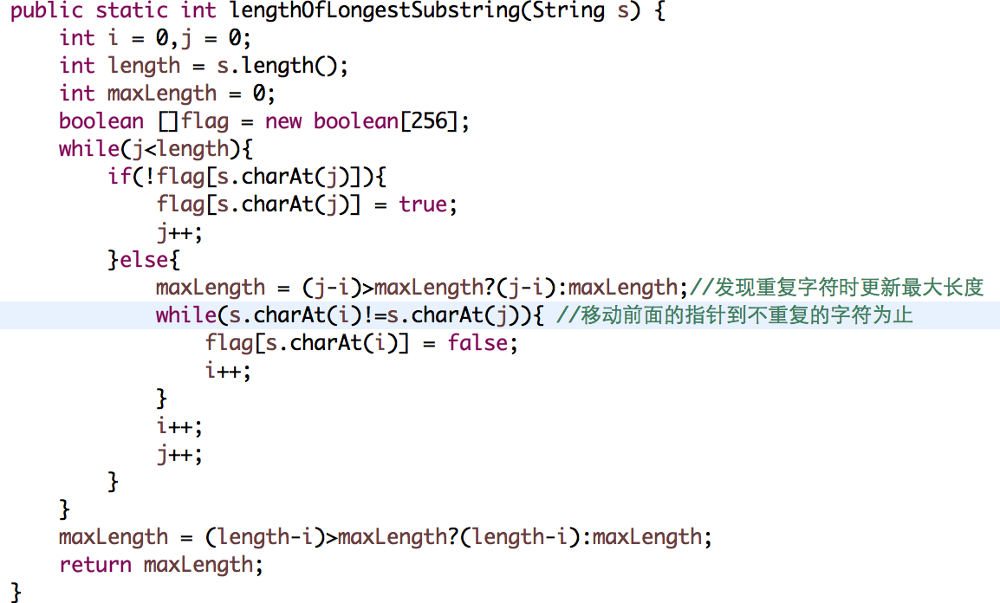 public static int lengthOfLongestSubstring(String s) {
    int i = 0,j = 0;
    int length = s.length();
    int maxLength = 0;
    boolean []flag = new boolean[256];
    while(j<length){
        if(!flag[s.charAt(j)]){
            flag[s.charAt(j)] = true;
            j++;
        }else{
            maxLength = (j-i)>maxLength?(j-i):maxLength;//发现重复字符时更新最大长度
            while(s.charAt(i)!=s.charAt(j)){ //移动前面的指针到不重复的字符为止
                flag[s.charAt(i)] = false;
                i++;
            }
            i++;
            j++;
        }
    }
    maxLength = (length-i)>maxLength?(length-i):maxLength;
    return maxLength;
}